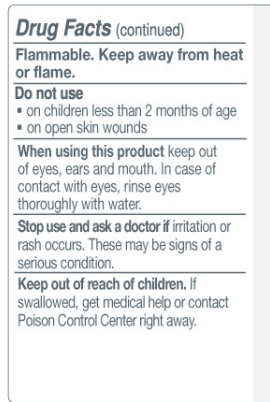 Drug Facts (continued)
Flammable. Keep away from heat
or flame.
Do not use
▪ on children less than 2 months of age
▪ on open skin wounds
When using this product keep out
of eyes, ears and mouth. In case of
contact with eyes, rinse eyes
thoroughly with water.
Stop use and ask a doctor if irritation or
rash occurs. These may be signs of a
serious condition.
Keep out of reach of children. If
swallowed, get medical help or contact
Poison Control Center right away.